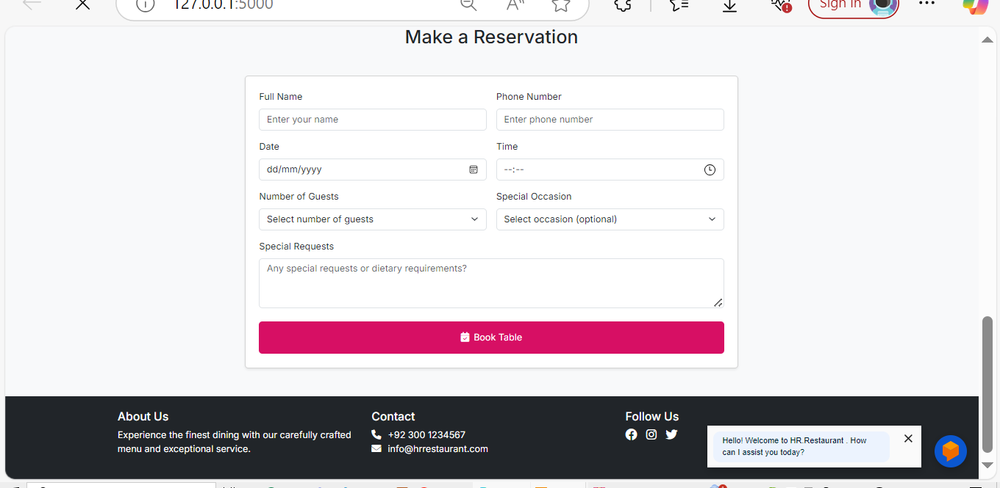 127.0.0.1:5000
Sign in
Make a Reservation
Full Name
Phone Number
Enter your name
Enter phone number
Date
Time
dd/mm/yyyy
--:--
Number of Guests
Special Occasion
Select number of guests
Select occasion (optional)
Special Requests
Any special requests or dietary requirements?
Book Table
About Us
Experience the finest dining with our carefully crafted
menu and exceptional service.
Contact
+92 300 1234567
info@hrrestaurant.com
Follow Us
Hello! Welcome to HR.Restaurant . How
can I assist you today?